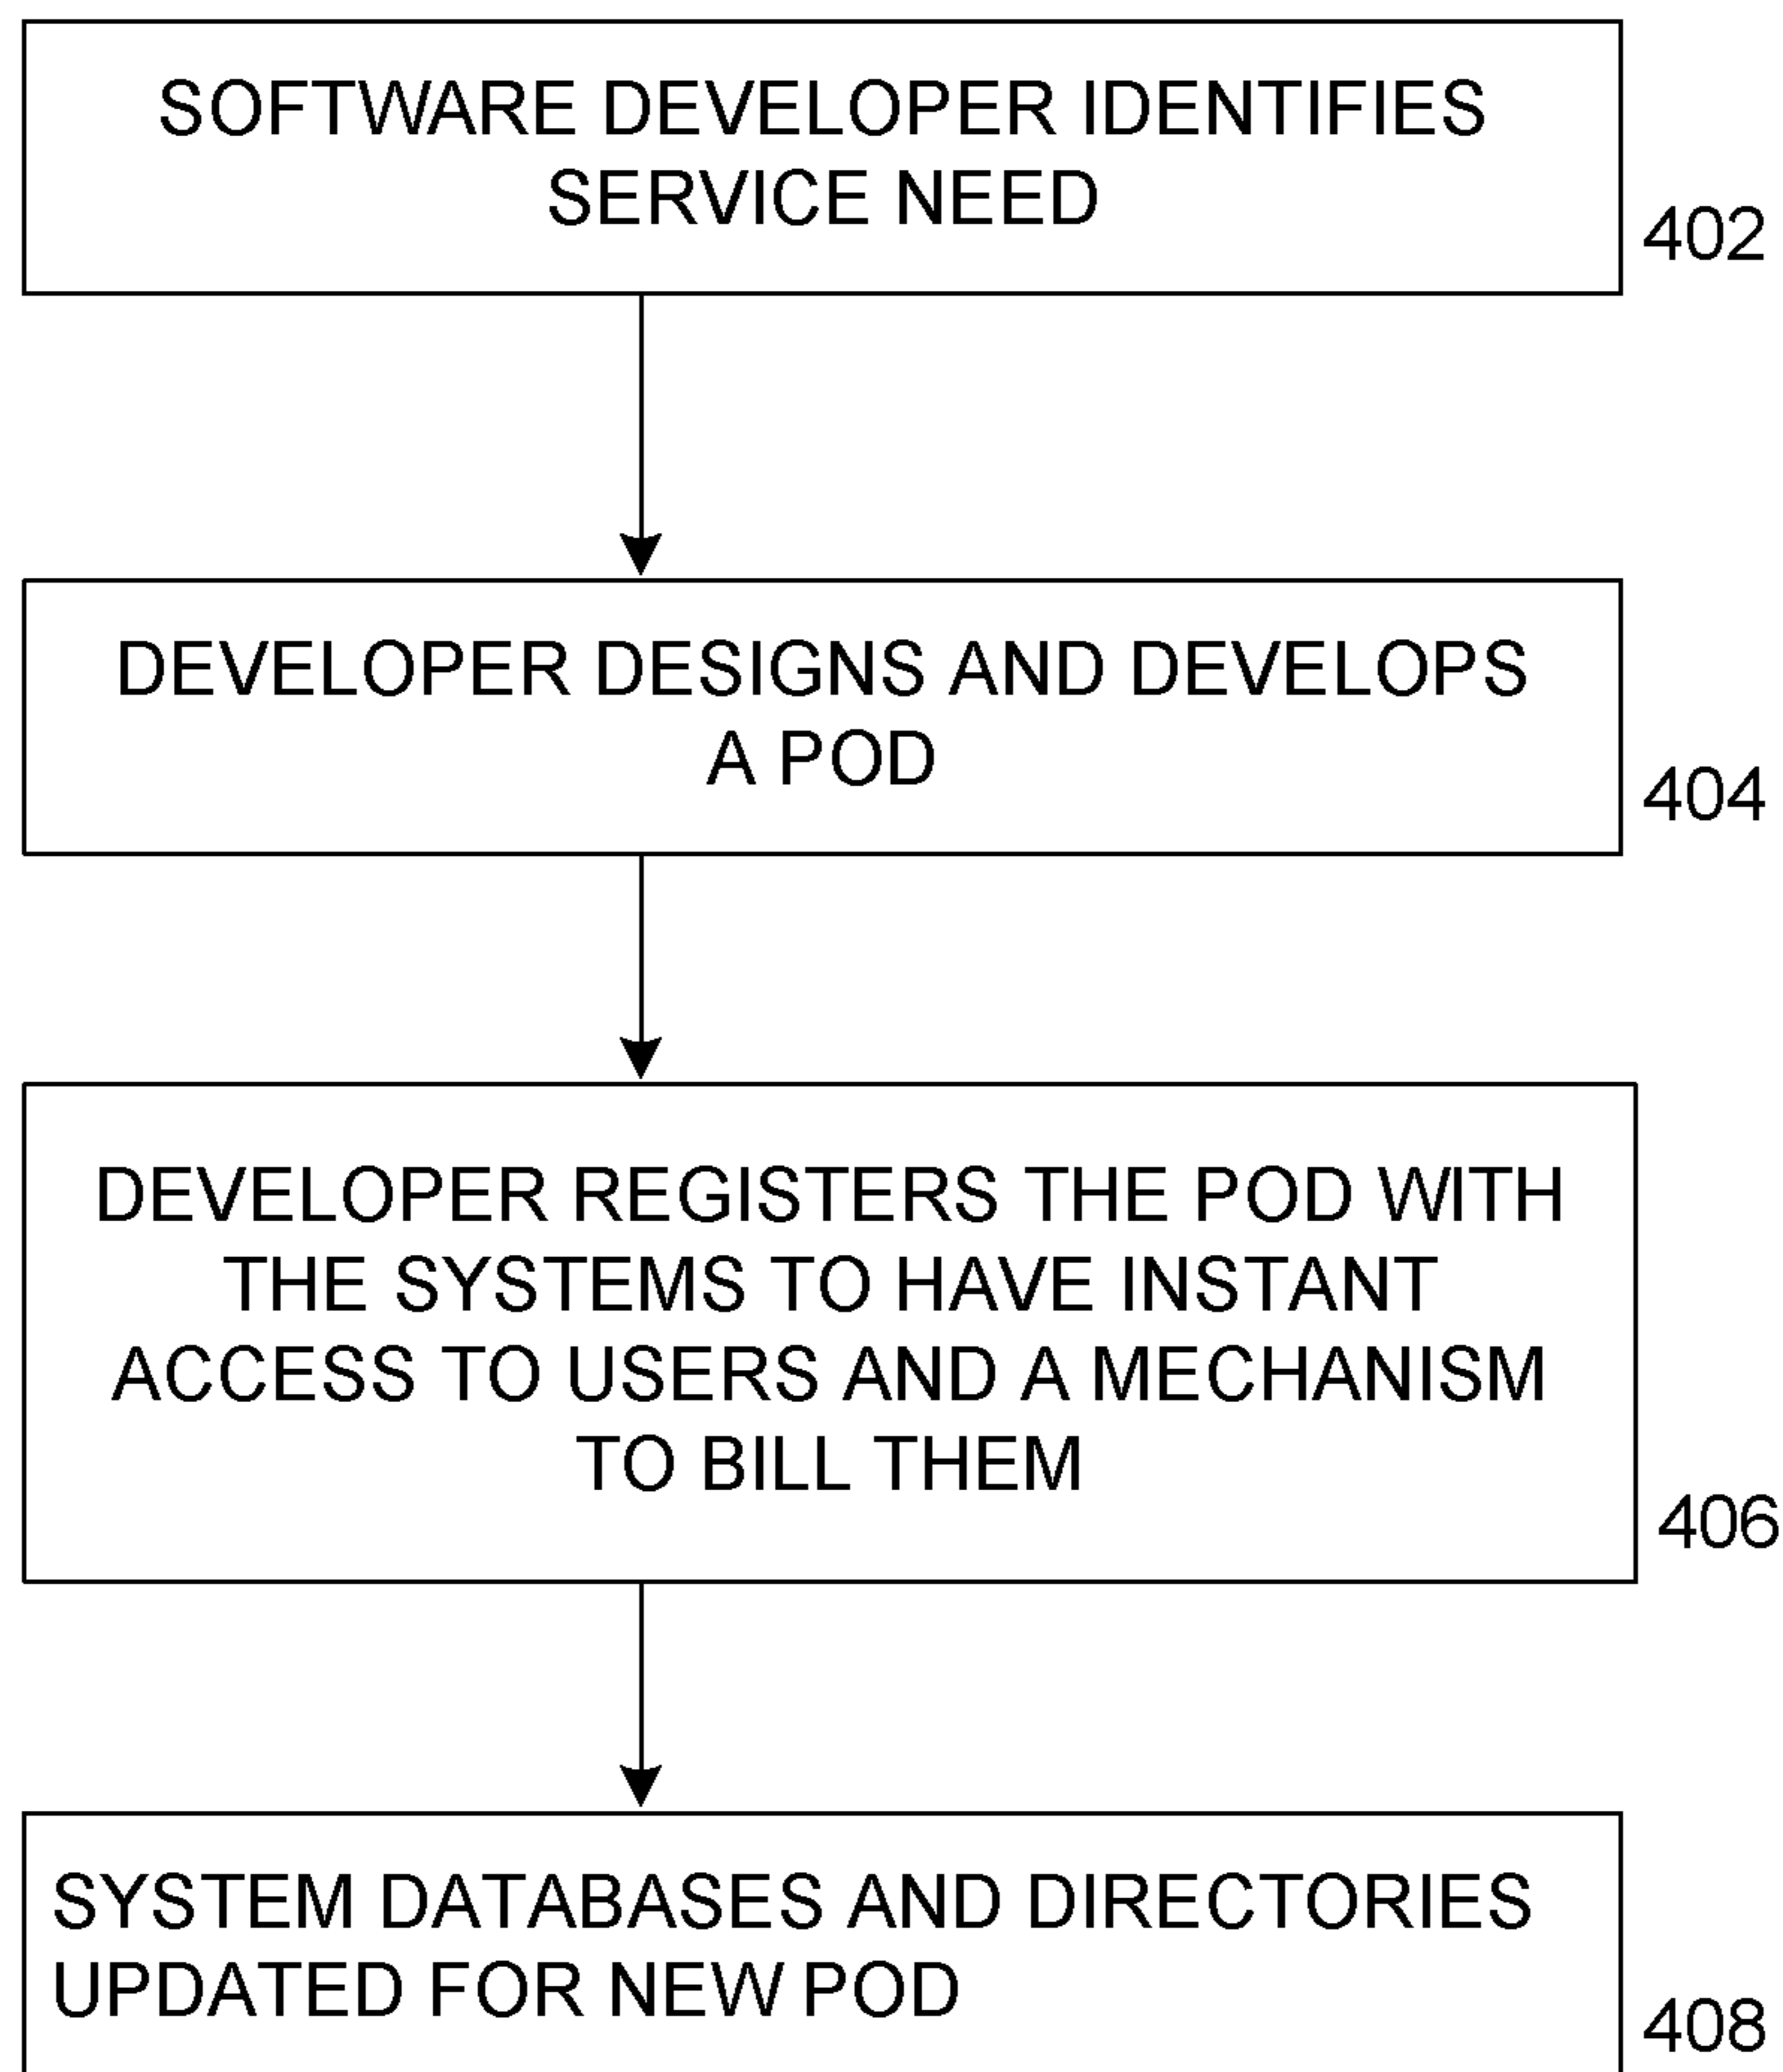 SOFTWARE DEVELOPER IDENTIFIES
SERVICE NEED
402
DEVELOPER DESIGNS AND DEVELOPS
A POD
404
DEVELOPER REGISTERS THE POD WITH
THE SYSTEMS TO HAVE INSTANT
ACCESS TO USERS AND A MECHANISM
TO BILL THEM
406
SYSTEM DATABASES AND DIRECTORIES
UPDATED FOR NEW POD
408